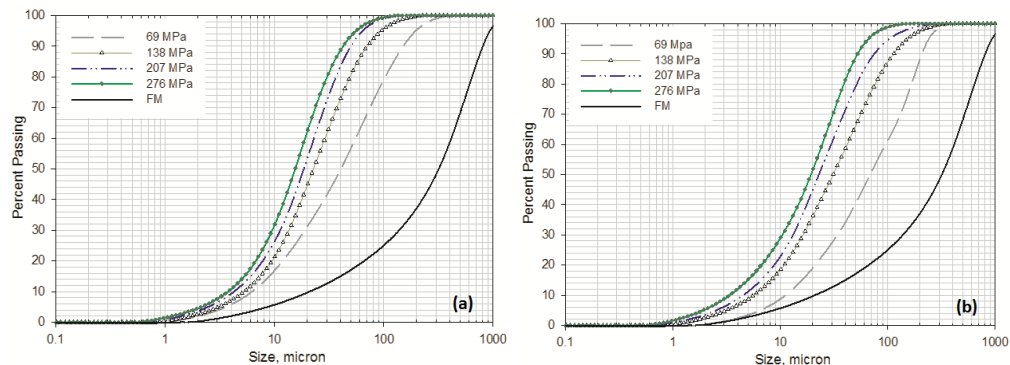 100
90
80
70
60
50
40
30
20
10
0
Percent Passing
69 MPa
138 MPa
207 MPa
276 MPa
FM
(a)
0.1 1 10 100 1000
Size, micron
100
90
80
70
60
50
40
30
20
10
0
Percent Passing
69 Mpa
138 MPa
207 MPa
276 MPa
FM
(b)
0.1 1 10 100 1000
Size, micron